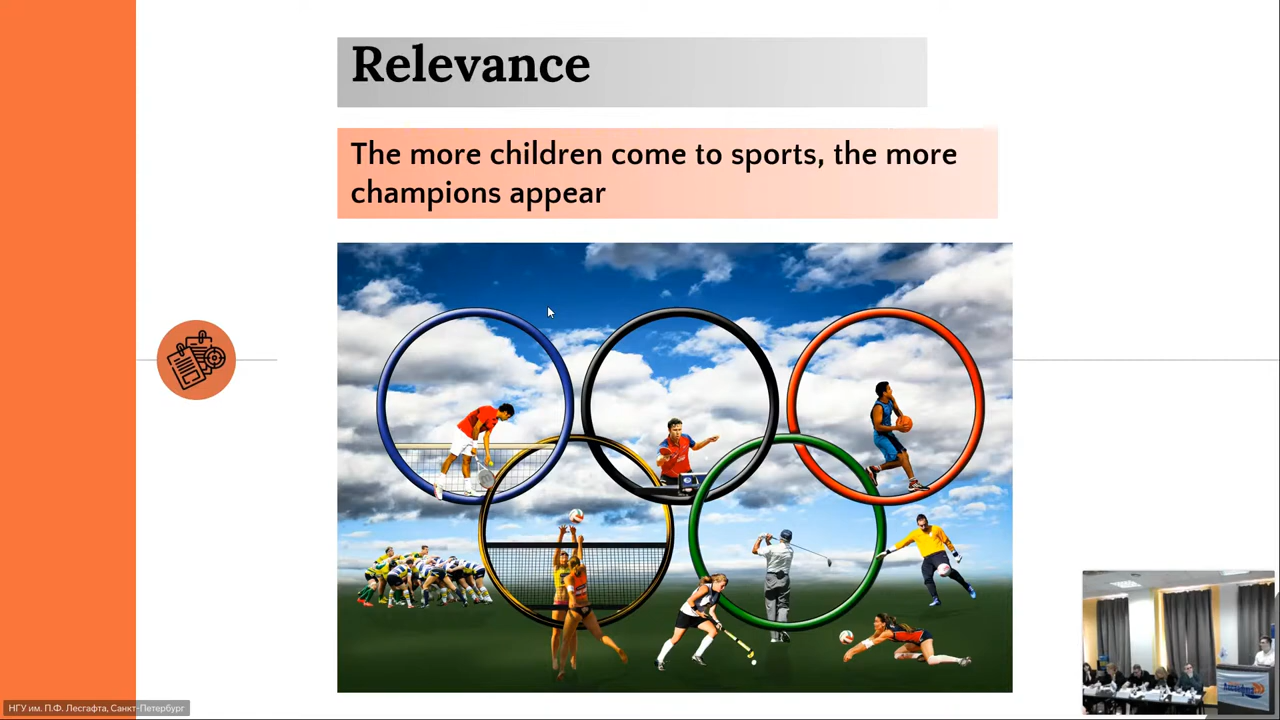 Relevance
The more children come to sports, the more
champions appear
НГУ им. П.Ф. Лесгафта, Санкт-Петербург